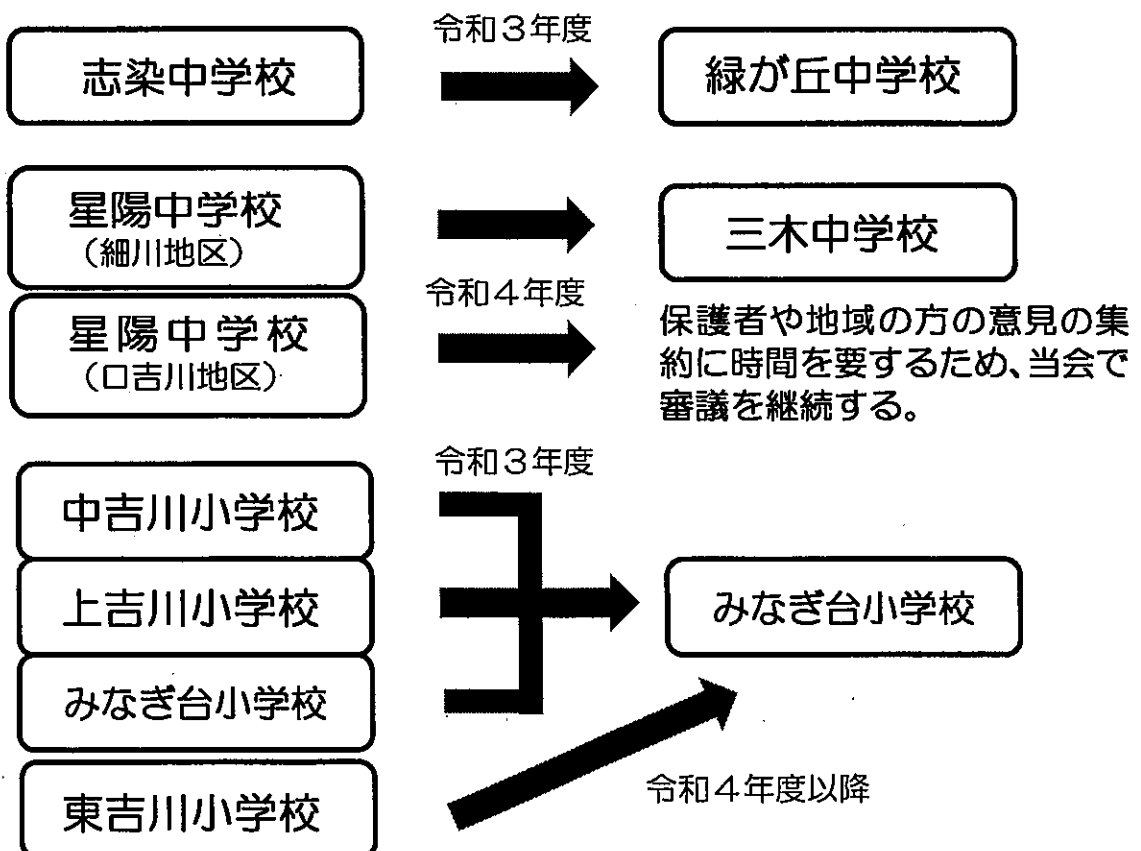 令和３年度
志染中学校
緑が丘中学校
星陽中学校
（細川地区）
三木中学校
令和４年度
星陽中学校
（口吉川地区）
保護者や地域の方の意見の集
約に時間を要するため、当会で
審議を継続する。
令和３年度
中吉川小学校
上吉川小学校
みなぎ台小学校
みなぎ台小学校
東吉川小学校
令和４年度以降